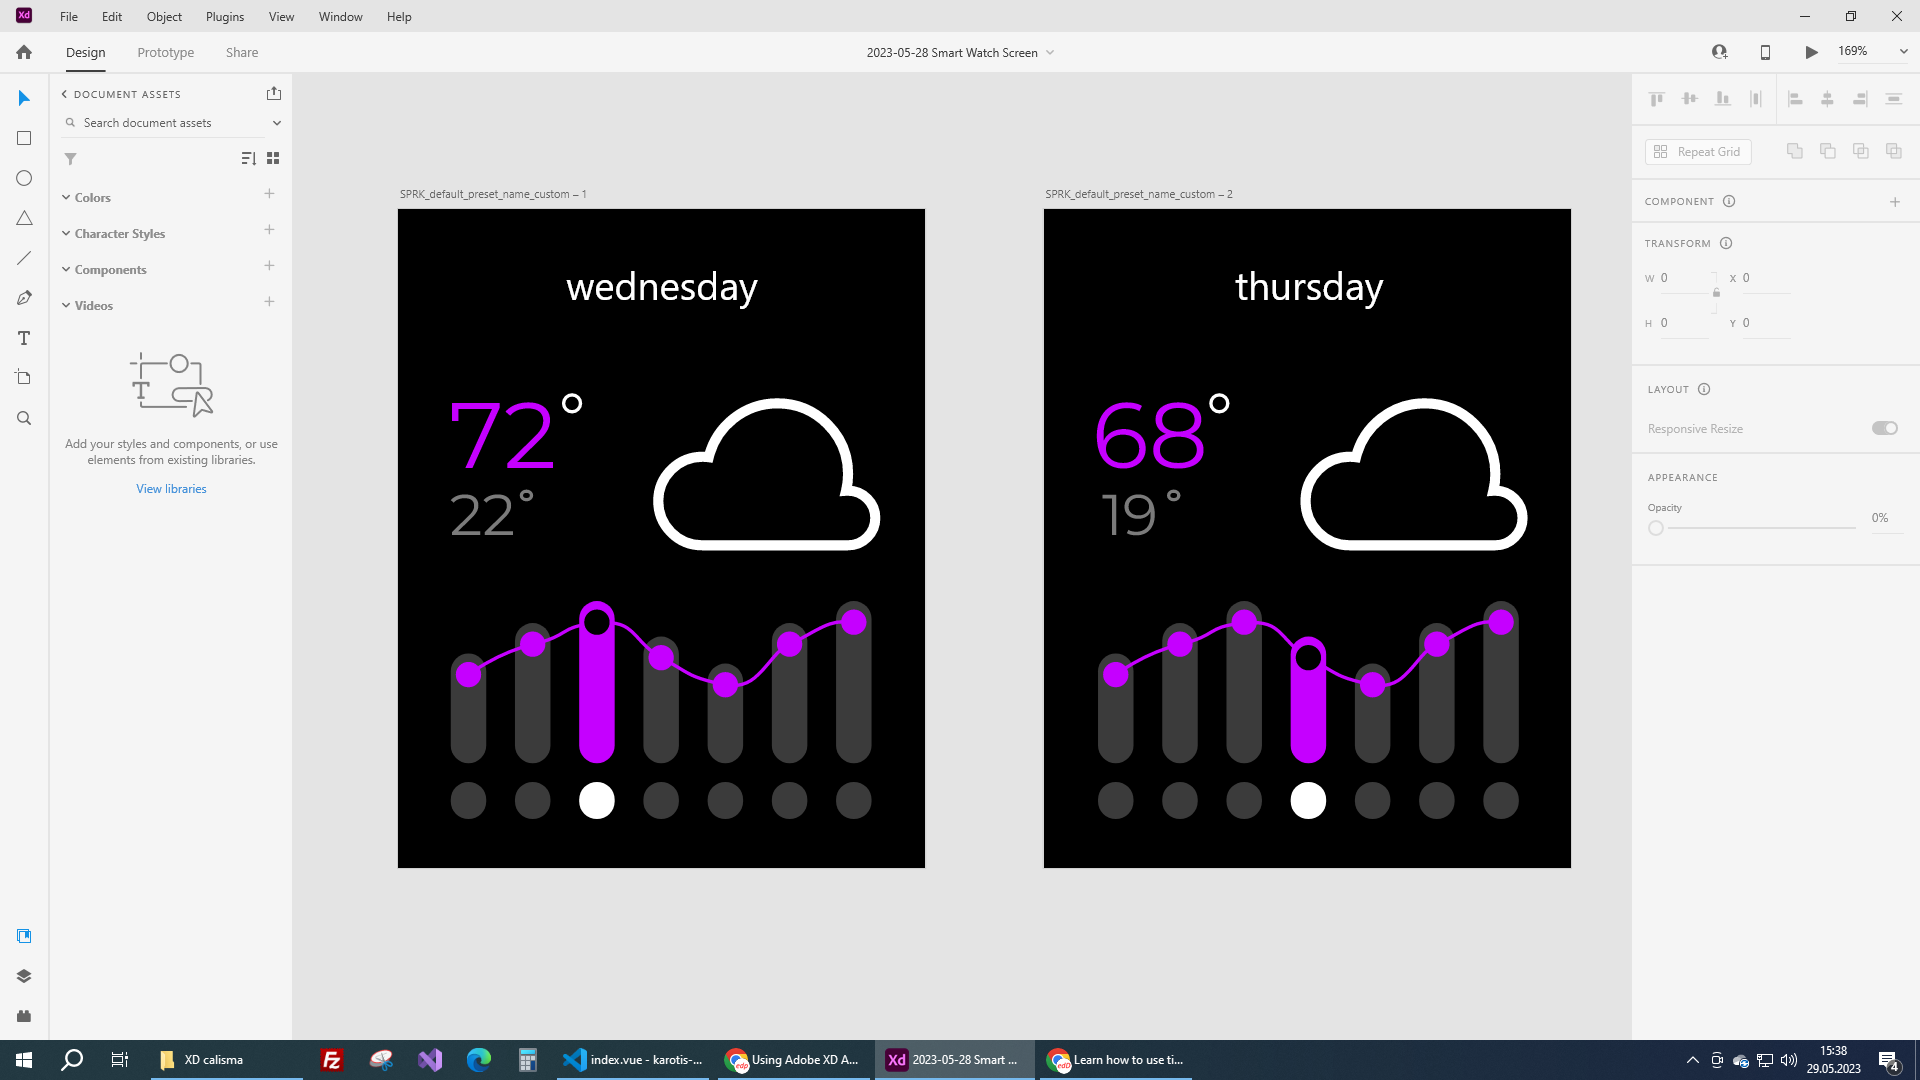 Xd File Edit Object Plugins View Window Help
Design Prototype Share 2023-05-28 Smart Watch Screen 169%
DOCUMENT ASSETS
Search document assets
Colors
Character Styles
Components
Videos
T
Add your styles and components, or use
elements from existing libraries.
View libraries
T
SPRK_default_preset_name_custom – 1
wednesday
72°
22°
SPRK_default_preset_name_custom – 2
thursday
68°
19°
Repeat Grid
COMPONENT
TRANSFORM
W 0 X 0
H 0 Y 0
LAYOUT
Responsive Resize
APPEARANCE
Opacity
0%
XD calisma
Fz
index.vue - karotis-...
Using Adobe XD A...
Xd 2023-05-28 Smart ...
Learn how to use ti...
15:38
29.05.2023
4